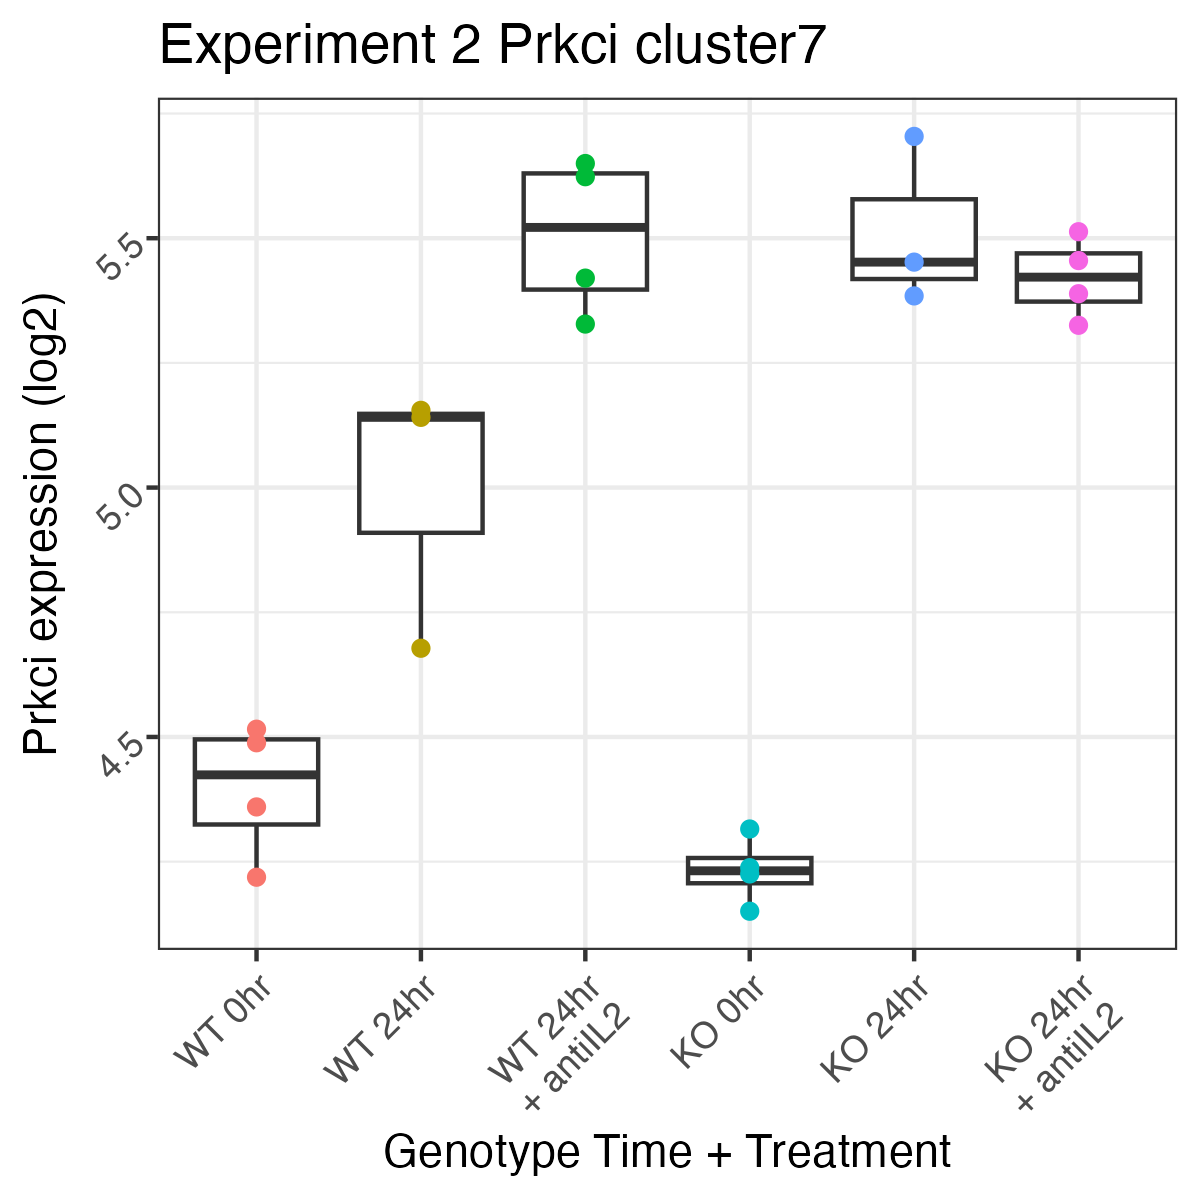 Experiment 2 Prkci cluster7
Prkci expression (log2)
5.5
5.0
4.5
WT 0hr
WT 24hr
WT 24hr
+ antiIL2
KO 0hr
KO 24hr
KO 24hr
+ antiIL2
Genotype Time + Treatment